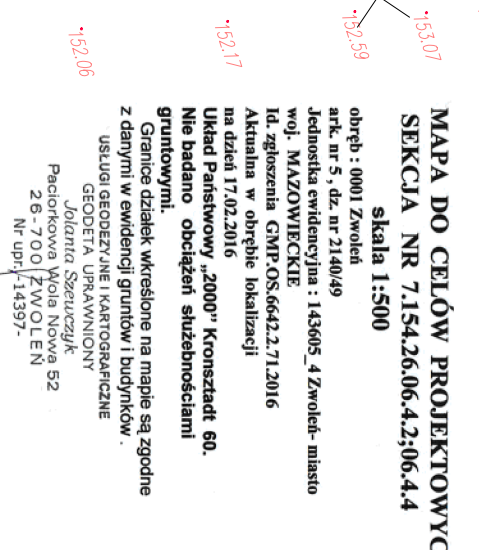 153.07
152.59
152.17
152.06
MAPA DO CELÓW PROJEKTOWYC
SEKCJA NR 7.154.26.06.4.2;06.4.4
skala 1:500
obręb : 0001 Zwoleń
ark. nr 5 , dz. nr 2140/49
Jednostka ewidencyjna : 143605_4 Zwoleń- miasto
woj. MAZOWIECKIE
Id. zgłoszenia GMP.OS.6642.2.71.2016
Aktualna w obrębie lokalizacji
na dzień 17.02.2016
Układ Państwowy „2000” Kronsztadt 60.
Nie badano obciążeń służebnościami
gruntowymi.
Granice działek wkreślone na mapie są zgodne
z danymi w ewidencji gruntów i budynków .
USŁUGI GEODEZYJNE I KARTOGRAFICZNE
GEODETA UPRAWNIONY
Jolanta Szewczyk
Paciorkowa Wola Nowa 52
26-700 ZWOLEŃ
Nr upr. 14397-